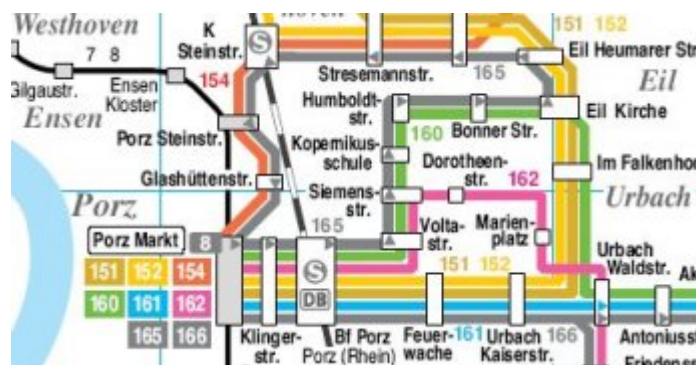 Westhoven
K
Steinstr.
S
151 152
Eil Heumarer Str
7 8
Gilgaustr.
Ensen
Kloster
154
Stresemannstr.
165
Eil
Ensen
Porz Steinstr.
Humboldt-
str.
160
Bonner Str.
Eil Kirche
Kopernikus-
schule
Dorotheen-
str.
162
Im Falkenho
Glashüttenstr.
Siemens-
str.
Urbach
Porz
165
Volta-
str.
Marien-
platz
Porz Markt
8
S
DB
151 152
Urbach
Waldstr.
Ak
151 152 154
160 161 162
165 166
Klinger-
str.
Bf Porz
Porz (Rhein)
Feuer-
wache
161
Urbach
Kaiserstr.
166
Antoniuss
Friedens